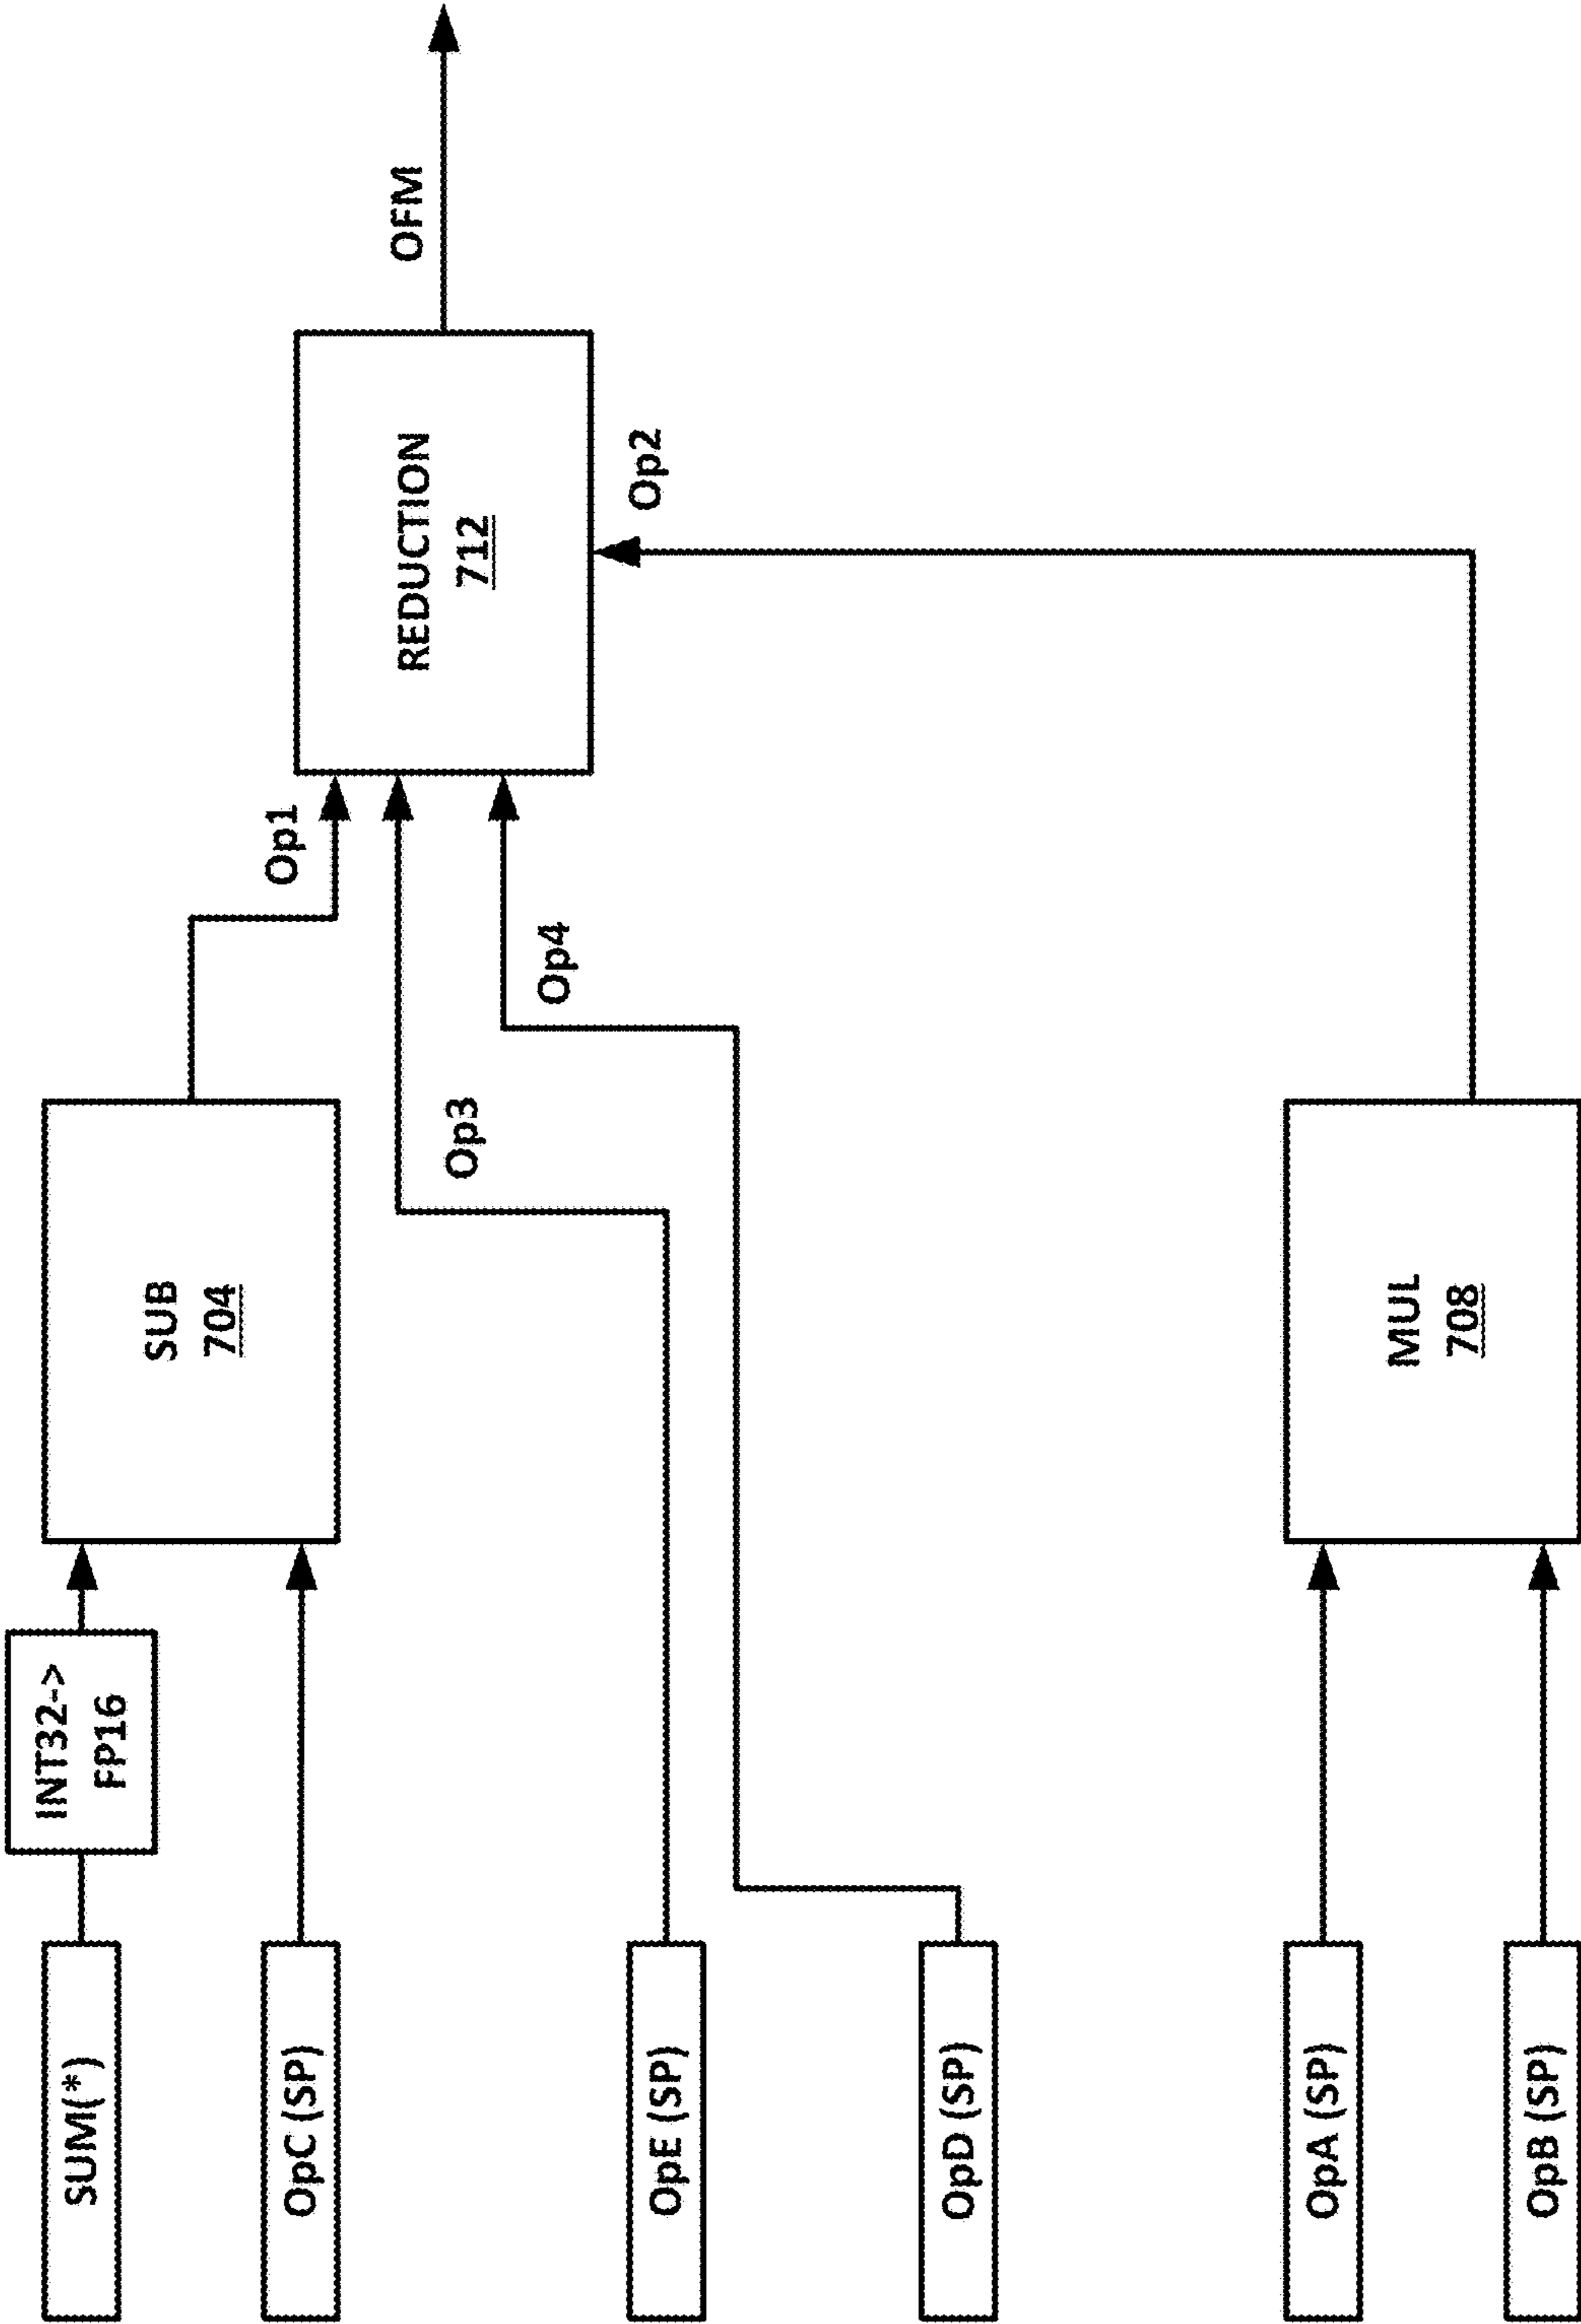 SUM(*)
INT32->
FP16
OpC (SP)
SUB
704
Op1
OpE (SP)
Op3
OpD (SP)
Op4
REDUCTION
712
OFM
Op2
OpA (SP)
OpB (SP)
MUL
708